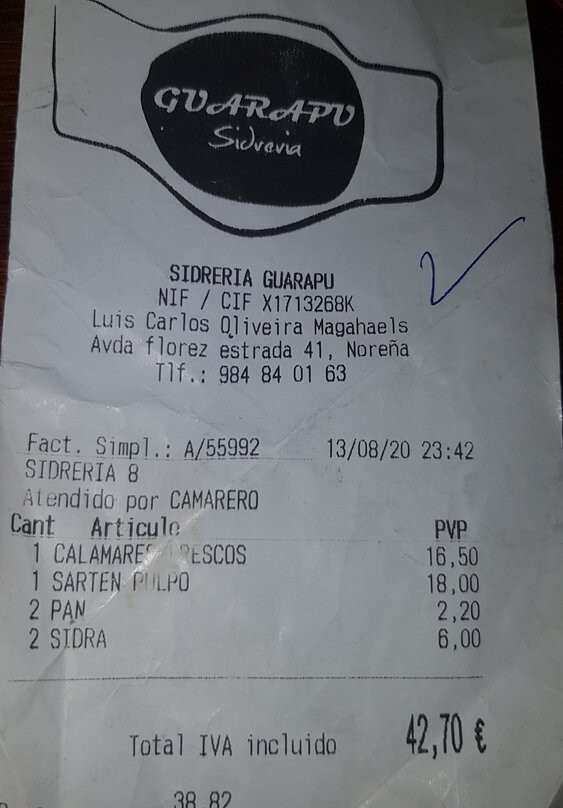 GUARAPU
Sidreria
SIDRERIA GUARAPU
NIF / CIF X1713268K
Luis Carlos Qliveira Magahaels
Avda florez estrada 41, Noreña
Tlf.: 984 84 01 63
Fact. Simpl.: A/55992 13/08/20 23:42
SIDRERIA 8
Atendido por CAMARERO
Cant Articulo PVP
1 CALAMARES FRESCOS 16,50
1 SARTEN PULPO 18,00
2 PAN 2,20
2 SIDRA 6,00
Total IVA incluido 42,70 €
38,82